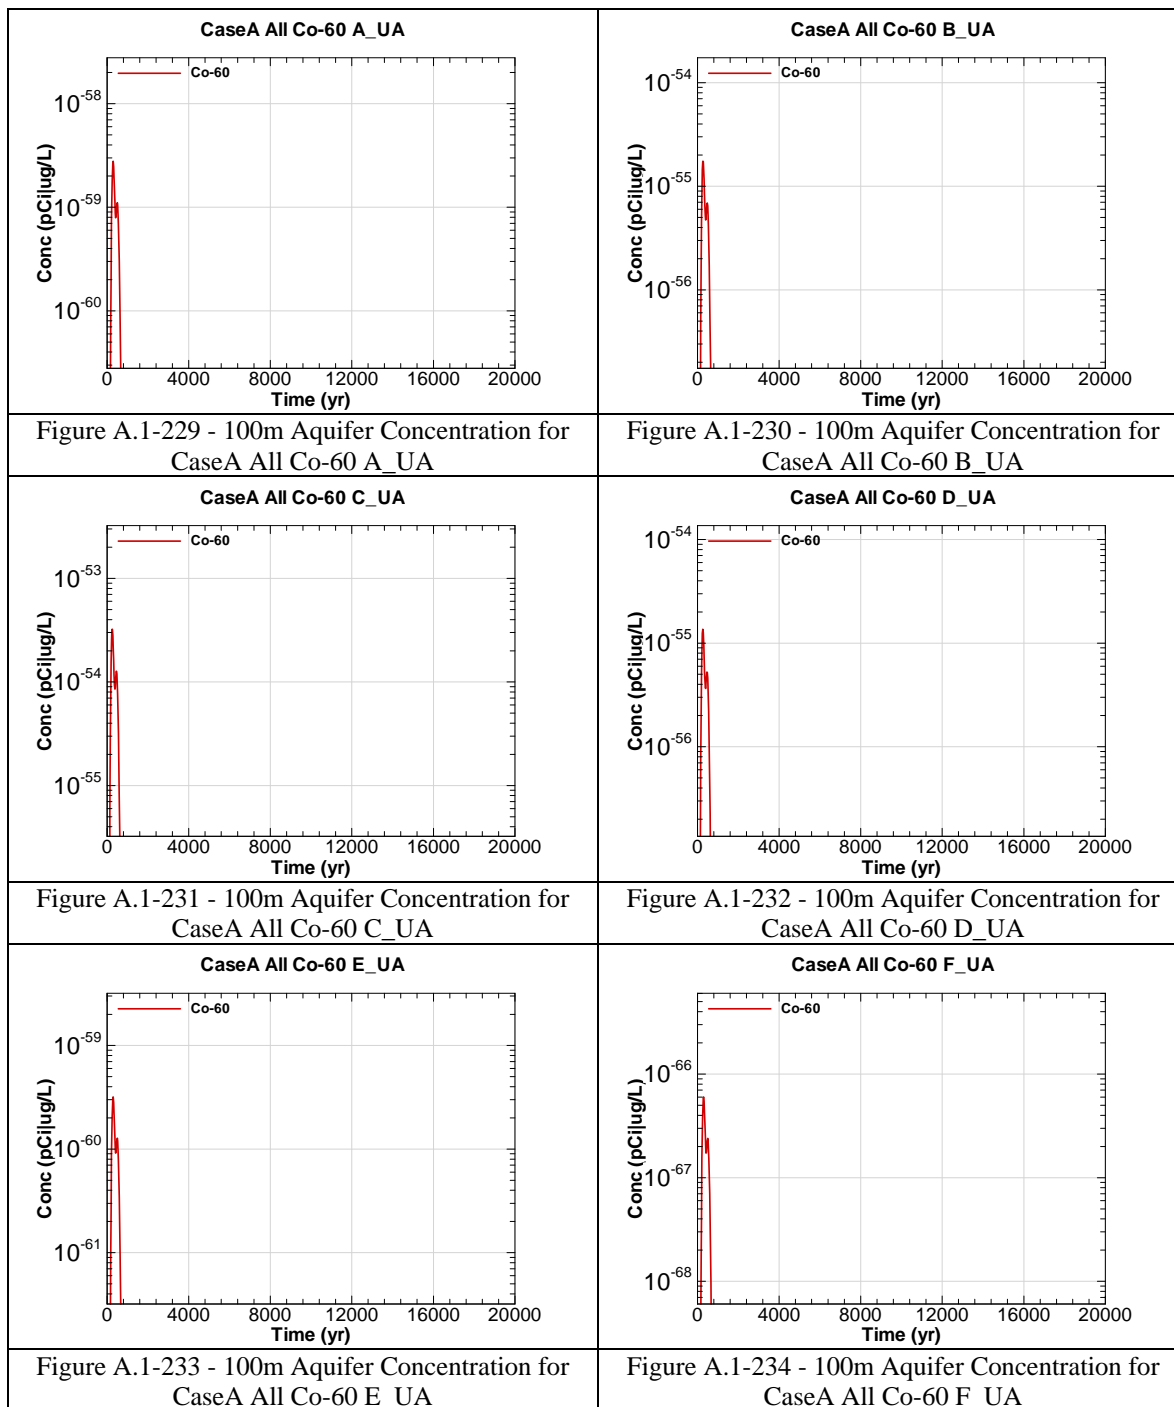 CaseA All Co-60 A_UA
Co-60
10-58
10-59
10-60
Conc (pCi|ug/L)
0 4000 8000 12000 16000 20000
Time (yr)
Figure A.1-229 - 100m Aquifer Concentration for
CaseA All Co-60 A_UA
CaseA All Co-60 B_UA
Co-60
10-54
10-55
10-56
Conc (pCi|ug/L)
0 4000 8000 12000 16000 20000
Time (yr)
Figure A.1-230 - 100m Aquifer Concentration for
CaseA All Co-60 B_UA
CaseA All Co-60 C_UA
Co-60
10-53
10-54
10-55
Conc (pCi|ug/L)
0 4000 8000 12000 16000 20000
Time (yr)
Figure A.1-231 - 100m Aquifer Concentration for
CaseA All Co-60 C_UA
CaseA All Co-60 D_UA
Co-60
10-54
10-55
10-56
Conc (pCi|ug/L)
0 4000 8000 12000 16000 20000
Time (yr)
Figure A.1-232 - 100m Aquifer Concentration for
CaseA All Co-60 D_UA
CaseA All Co-60 E_UA
Co-60
10-59
10-60
10-61
Conc (pCi|ug/L)
0 4000 8000 12000 16000 20000
Time (yr)
Figure A.1-233 - 100m Aquifer Concentration for
CaseA All Co-60 E_UA
CaseA All Co-60 F_UA
Co-60
10-66
10-67
10-68
Conc (pCi|ug/L)
0 4000 8000 12000 16000 20000
Time (yr)
Figure A.1-234 - 100m Aquifer Concentration for
CaseA All Co-60 F_UA